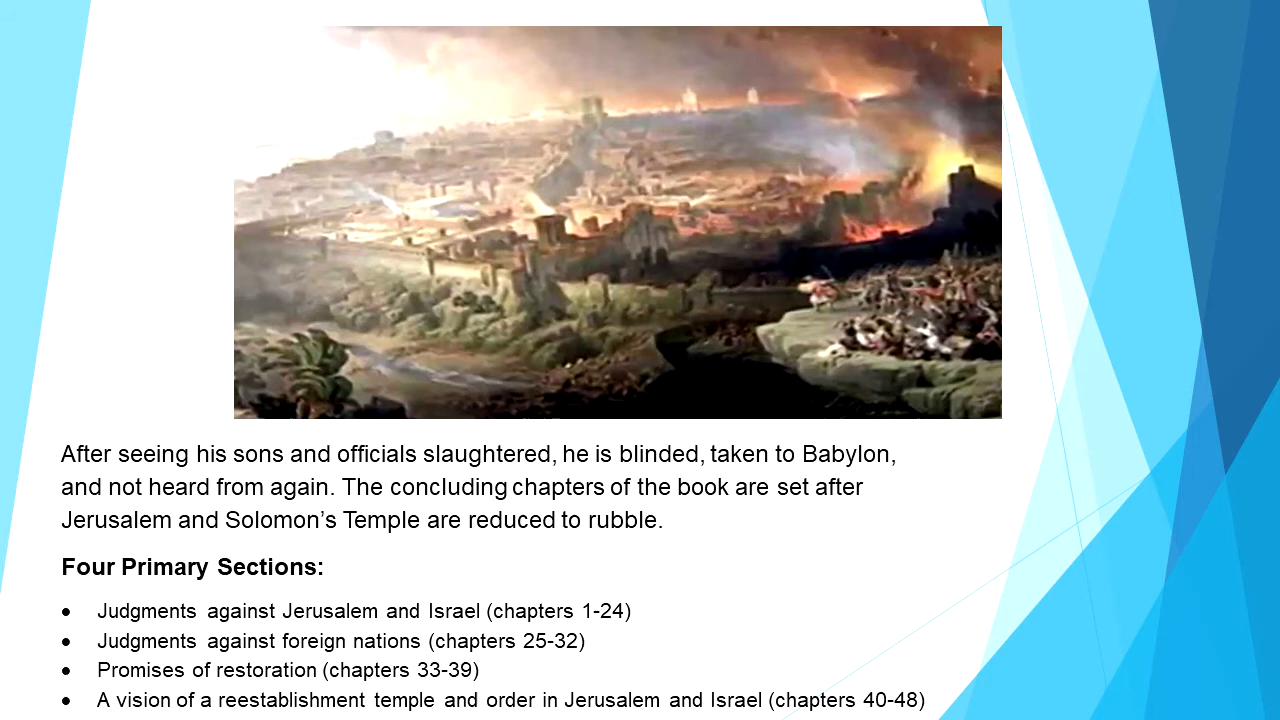 After seeing his sons and officials slaughtered, he is blinded, taken to Babylon,
and not heard from again. The concluding chapters of the book are set after
Jerusalem and Solomon’s Temple are reduced to rubble.
Four Primary Sections:
• Judgments against Jerusalem and Israel (chapters 1-24)
• Judgments against foreign nations (chapters 25-32)
• Promises of restoration (chapters 33-39)
• A vision of a reestablishment temple and order in Jerusalem and Israel (chapters 40-48)